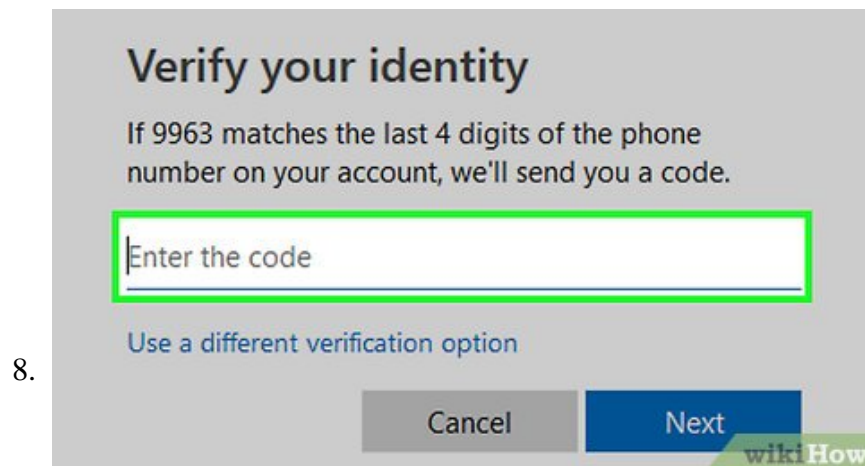 Verify your identity
If 9963 matches the last 4 digits of the phone
number on your account, we'll send you a code.
Enter the code
Use a different verification option
8.
Cancel
Next
wikiHow